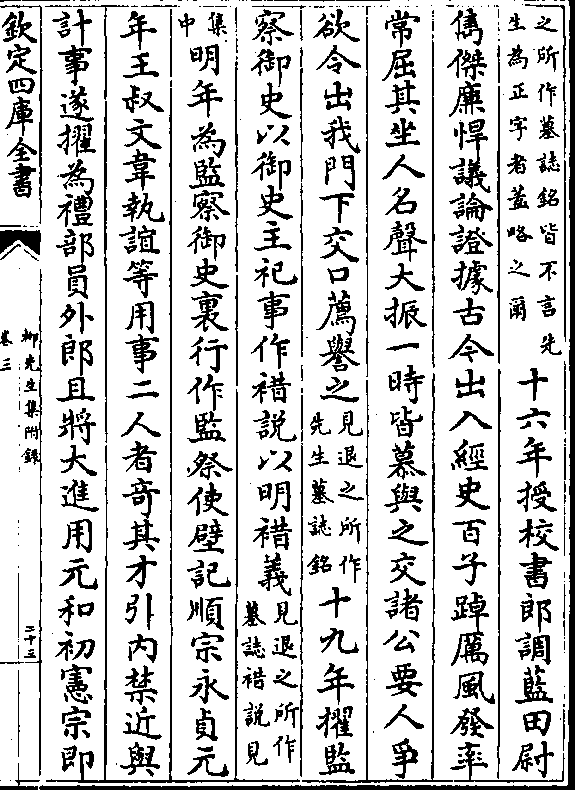 之所作墓誌銘皆不言先
生為正字者蓋略之爾
十六年授校書郎調藍田尉
儁傑廉悍議論證據古今出入經史百子踔厲風發率
常屈其坐人名聲大振一時皆慕與之交諸公要人爭
欲令出我門下交口薦譽之
見退之所作
先生墓誌銘
十九年擢監
察御史以御史主祀事作禇說以明禇義
見退之所作
墓誌禇說見
集
中
明年為監察御史裏行作監祭使壁記順宗永貞元
年王叔文韋執誼等用事二人者竒其才引内禁近與
計事遂擢為禮部員外郎且將大進用元和初憲宗即
欽定四庫全書
柳先生集附錄
卷三
二十三